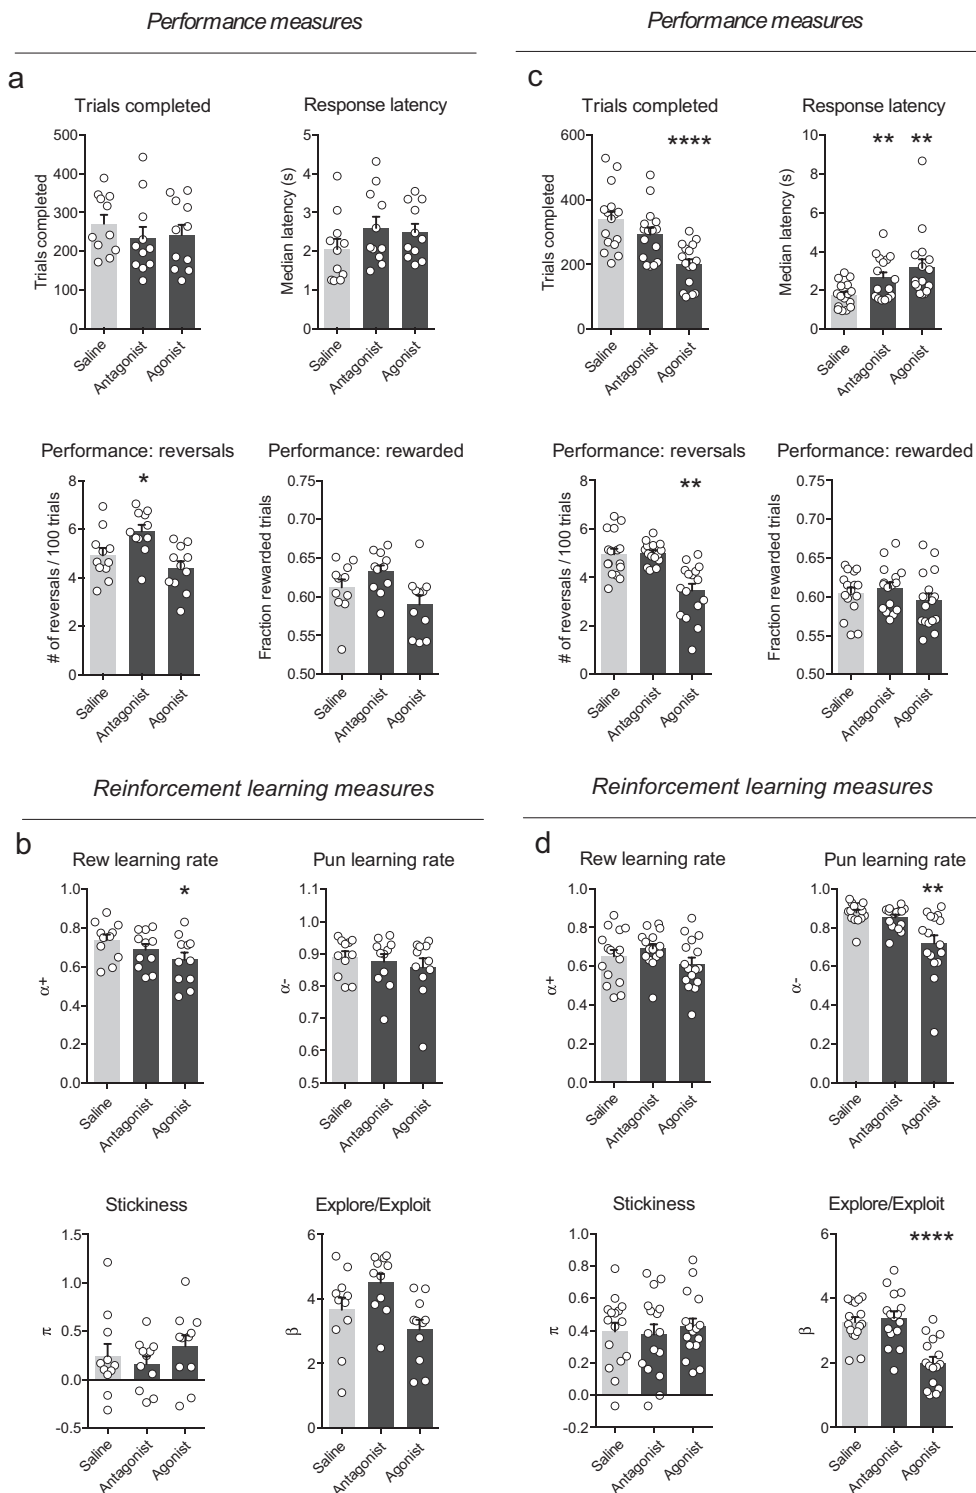 Performance measures
a
Trials completed
Trials completed
500
400
300
200
100
0
Saline
Antagonist
Agonist
Response latency
Median latency (s)
5
4
3
2
1
0
Saline
Antagonist
Agonist
Performance: reversals
# of reversals / 100 trials
8
6
4
2
0
*
Saline
Antagonist
Agonist
Performance: rewarded
Fraction rewarded trials
0.75
0.70
0.65
0.60
0.55
0.50
Saline
Antagonist
Agonist
Reinforcement learning measures
b
Rew learning rate
α+
1.0
0.8
0.6
0.4
0.2
0.0
*
Saline
Antagonist
Agonist
Pun learning rate
α-
1.1
1.0
0.9
0.8
0.7
0.6
0.5
Saline
Antagonist
Agonist
Stickiness
π
1.5
1.0
0.5
0.0
-0.5
Saline
Antagonist
Agonist
Explore/Exploit
β
6
4
2
0
Saline
Antagonist
Agonist
Performance measures
c
Trials completed
Trials completed
600
400
200
0
****
Saline
Antagonist
Agonist
Response latency
Median latency (s)
10
8
6
4
2
0
** **
Saline
Antagonist
Agonist
Performance: reversals
# of reversals / 100 trials
8
6
4
2
0
**
Saline
Antagonist
Agonist
Performance: rewarded
Fraction rewarded trials
0.75
0.70
0.65
0.60
0.55
0.50
Saline
Antagonist
Agonist
Reinforcement learning measures
d
Rew learning rate
α+
1.0
0.8
0.6
0.4
0.2
0.0
Saline
Antagonist
Agonist
Pun learning rate
α-
1.0
0.8
0.6
0.4
0.2
0.0
**
Saline
Antagonist
Agonist
Stickiness
π
1.0
0.8
0.6
0.4
0.2
0.0
-0.2
Saline
Antagonist
Agonist
Explore/Exploit
β
6
4
2
0
****
Saline
Antagonist
Agonist